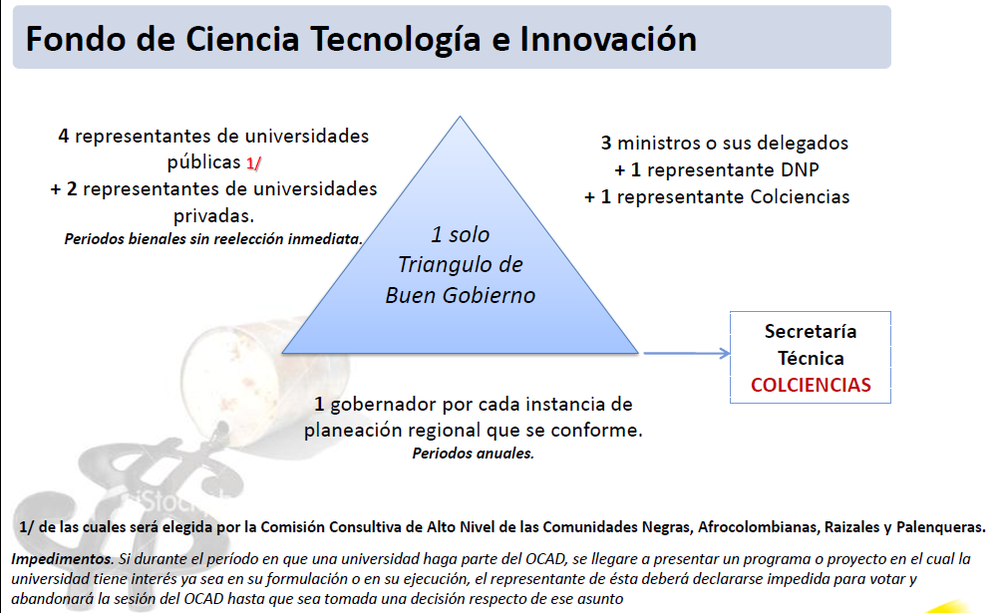 Fondo de Ciencia Tecnología e Innovación
4 representantes de universidades
públicas 1/
+ 2 representantes de universidades
privadas.
Periodos bienales sin reelección inmediata.
3 ministros o sus delegados
+ 1 representante DNP
+ 1 representante Colciencias
1 solo
Triangulo de
Buen Gobierno
Secretaría
Técnica
COLCIENCIAS
1 gobernador por cada instancia de
planeación regional que se conforme.
Periodos anuales.
iStock
1/ de las cuales será elegida por la Comisión Consultiva de Alto Nivel de las Comunidades Negras, Afrocolombianas, Raizales y Palenqueras.
Impedimentos. Si durante el período en que una universidad haga parte del OCAD, se llegare a presentar un programa o proyecto en el cual la
universidad tiene interés ya sea en su formulación o en su ejecución, el representante de ésta deberá declararse impedida para votar y
abandonará la sesión del OCAD hasta que sea tomada una decisión respecto de ese asunto